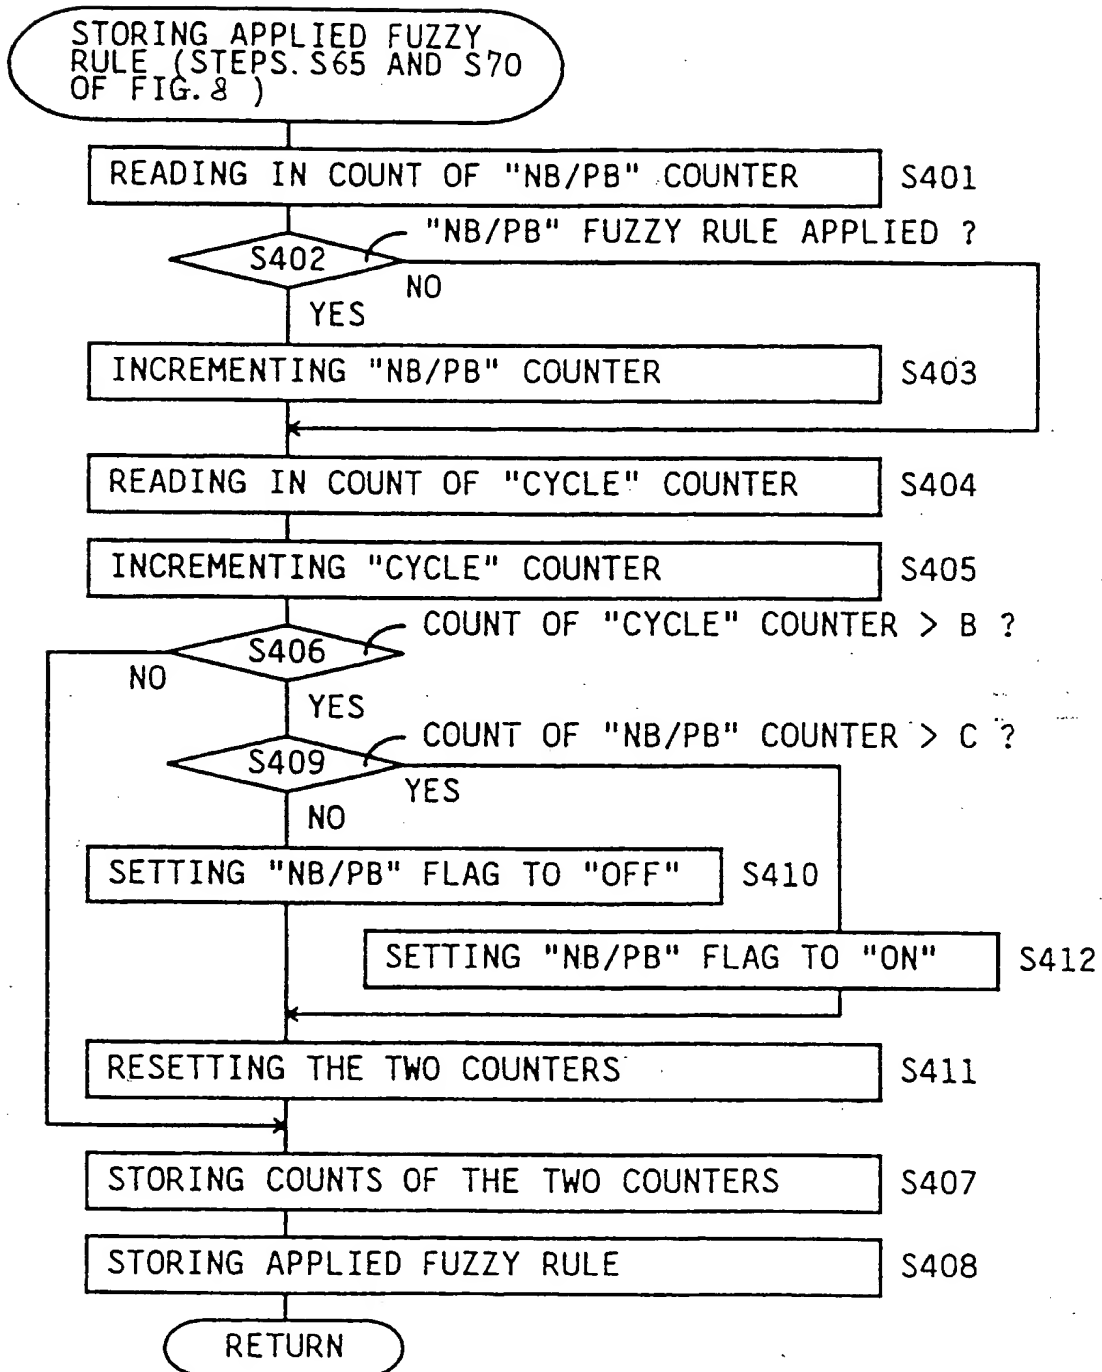 STORING APPLIED FUZZY
RULE (STEPS. S65 AND S70
OF FIG. 8 )
READING IN COUNT OF "NB/PB" COUNTER S401
"NB/PB" FUZZY RULE APPLIED ?
S402
NO
YES
INCREMENTING "NB/PB" COUNTER S403
READING IN COUNT OF "CYCLE" COUNTER S404
INCREMENTING "CYCLE" COUNTER S405
COUNT OF "CYCLE" COUNTER > B ?
S406
NO
YES
COUNT OF "NB/PB" COUNTER > C ?
S409
YES
NO
SETTING "NB/PB" FLAG TO "OFF" S410
SETTING "NB/PB" FLAG TO "ON" S412
RESETTING THE TWO COUNTERS S411
STORING COUNTS OF THE TWO COUNTERS S407
STORING APPLIED FUZZY RULE S408
RETURN